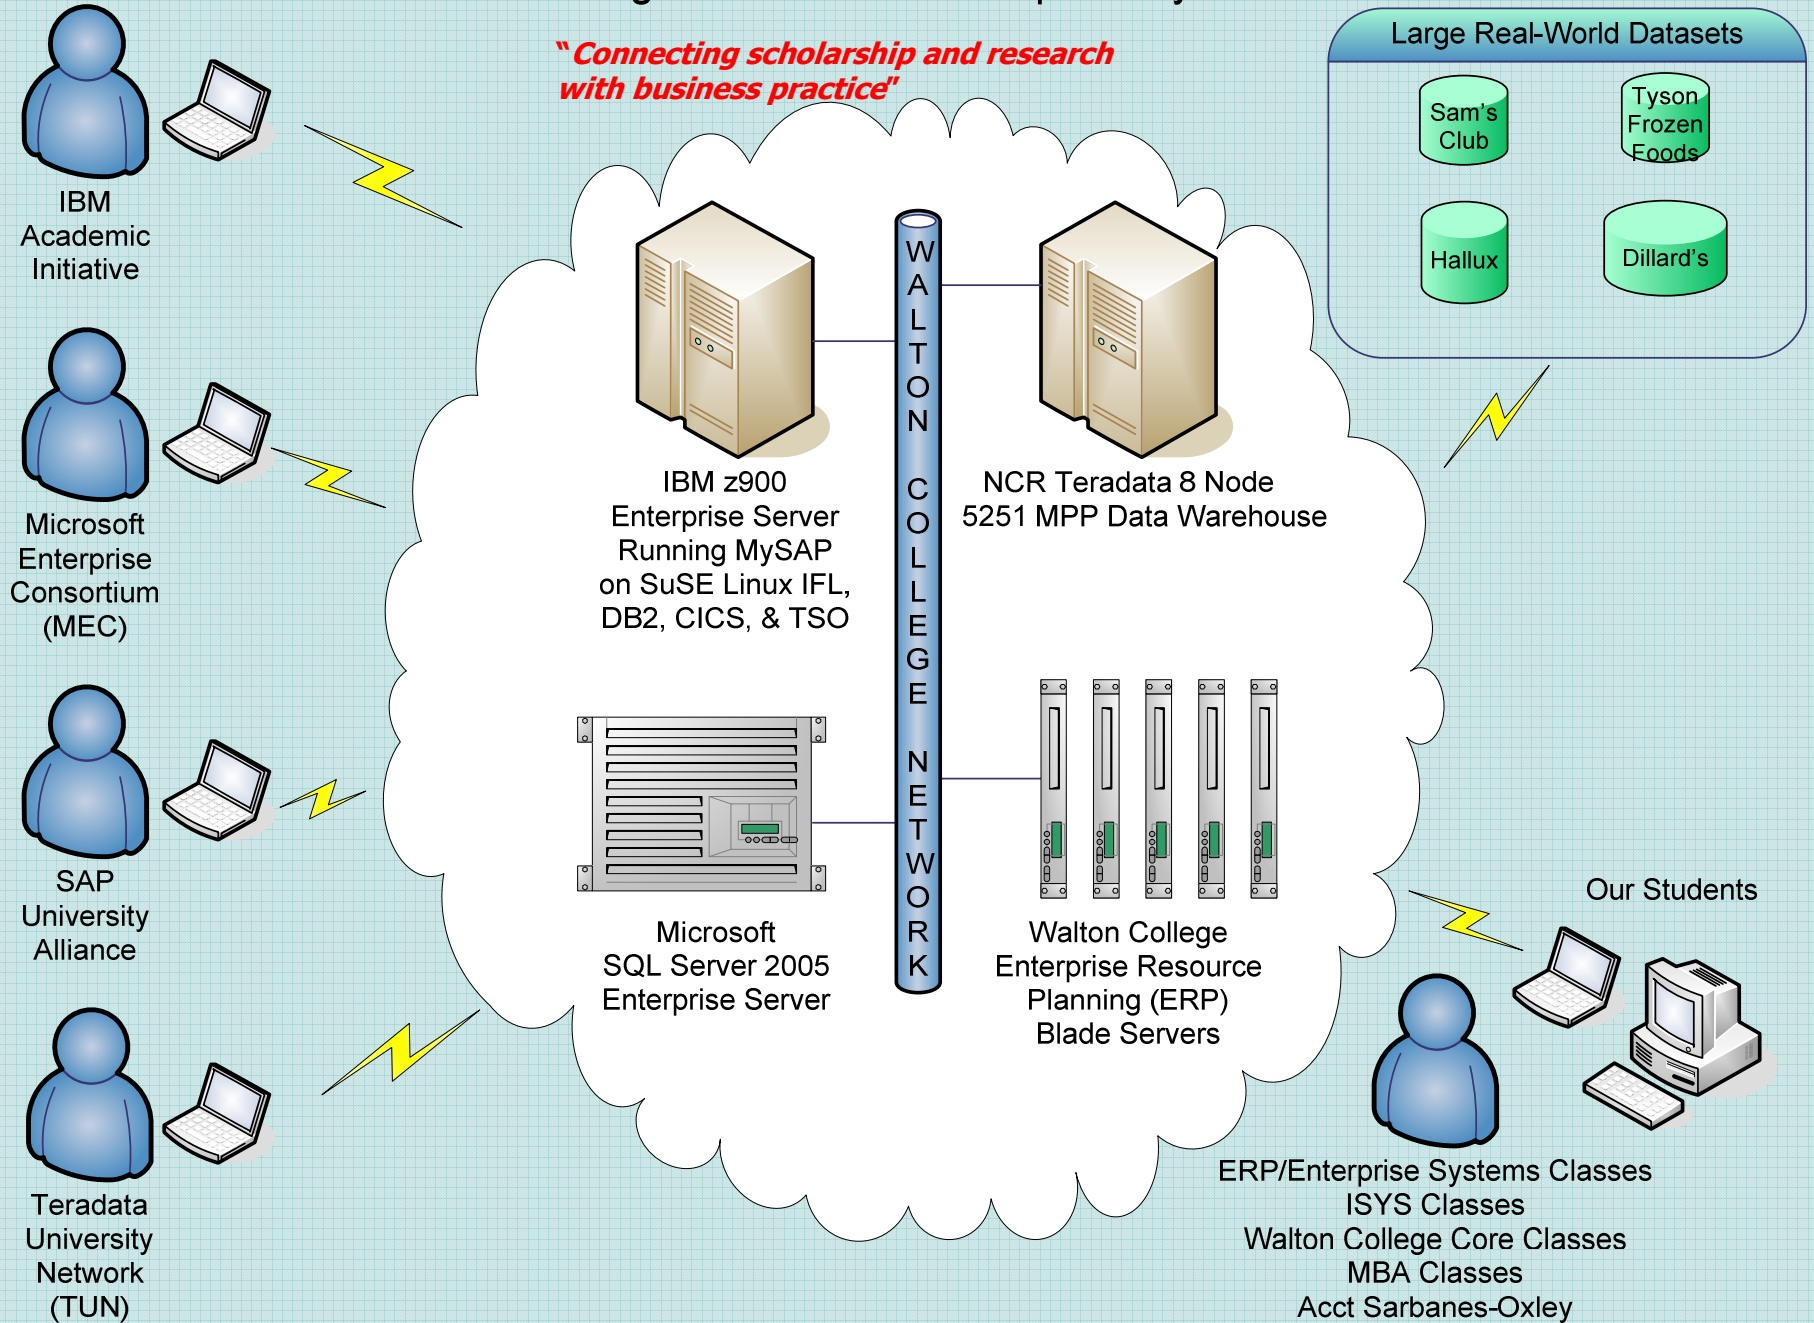 "Connecting scholarship and research
with business practice"
Large Real-World Datasets
Sam's
Club
Tyson
Frozen
Foods
Hallux
Dillard's
IBM
Academic
Initiative
Microsoft
Enterprise
Consortium
(MEC)
SAP
University
Alliance
Teradata
University
Network
(TUN)
IBM z900
Enterprise Server
Running MySAP
on SuSE Linux IFL,
DB2, CICS, & TSO
WALTON COLLEGE NETWORK
NCR Teradata 8 Node
5251 MPP Data Warehouse
Microsoft
SQL Server 2005
Enterprise Server
Walton College
Enterprise Resource
Planning (ERP)
Blade Servers
Our Students
ERP/Enterprise Systems Classes
ISYS Classes
Walton College Core Classes
MBA Classes
Acct Sarbanes-Oxley